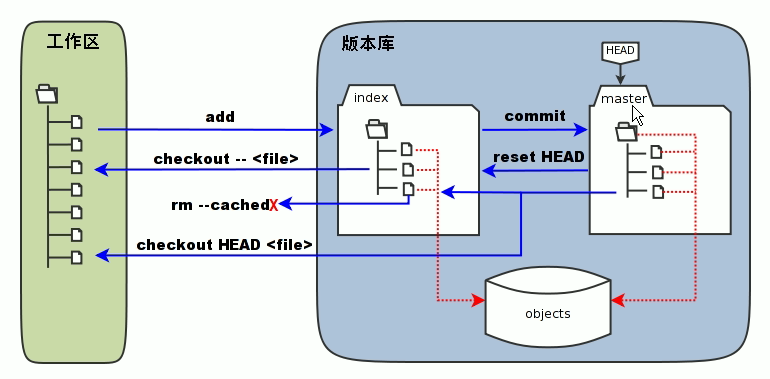 工作区
版本库
HEAD
index
master
add
commit
checkout -- <file>
reset HEAD
rm --cached
X
checkout HEAD <file>
objects